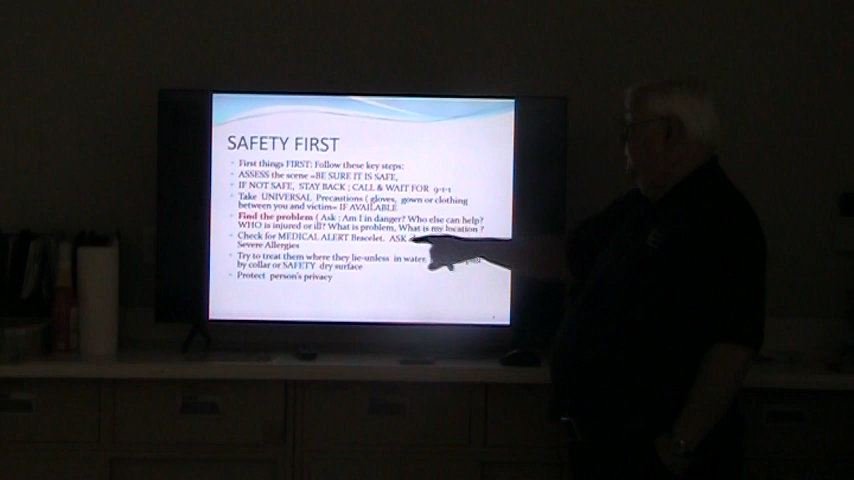 SAFETY FIRST
First things FIRST: Follow these key steps:
ASSESS the scene =BE SURE IT IS SAFE,
IF NOT SAFE, STAY BACK ; CALL & WAIT FOR 9-1-1
Take UNIVERSAL Precautions ( gloves, gown or clothing
between you and victim= IF AVAILABLE
Find the problem ( Ask : Am I in danger? Who else can help?
WHO is injured or ill? What is problem, What is my location ?
Check for MEDICAL ALERT Bracelet. ASK
Severe Allergies
Try to treat them where they lie-unless in water.
by collar or SAFETY dry surface
Protect person's privacy